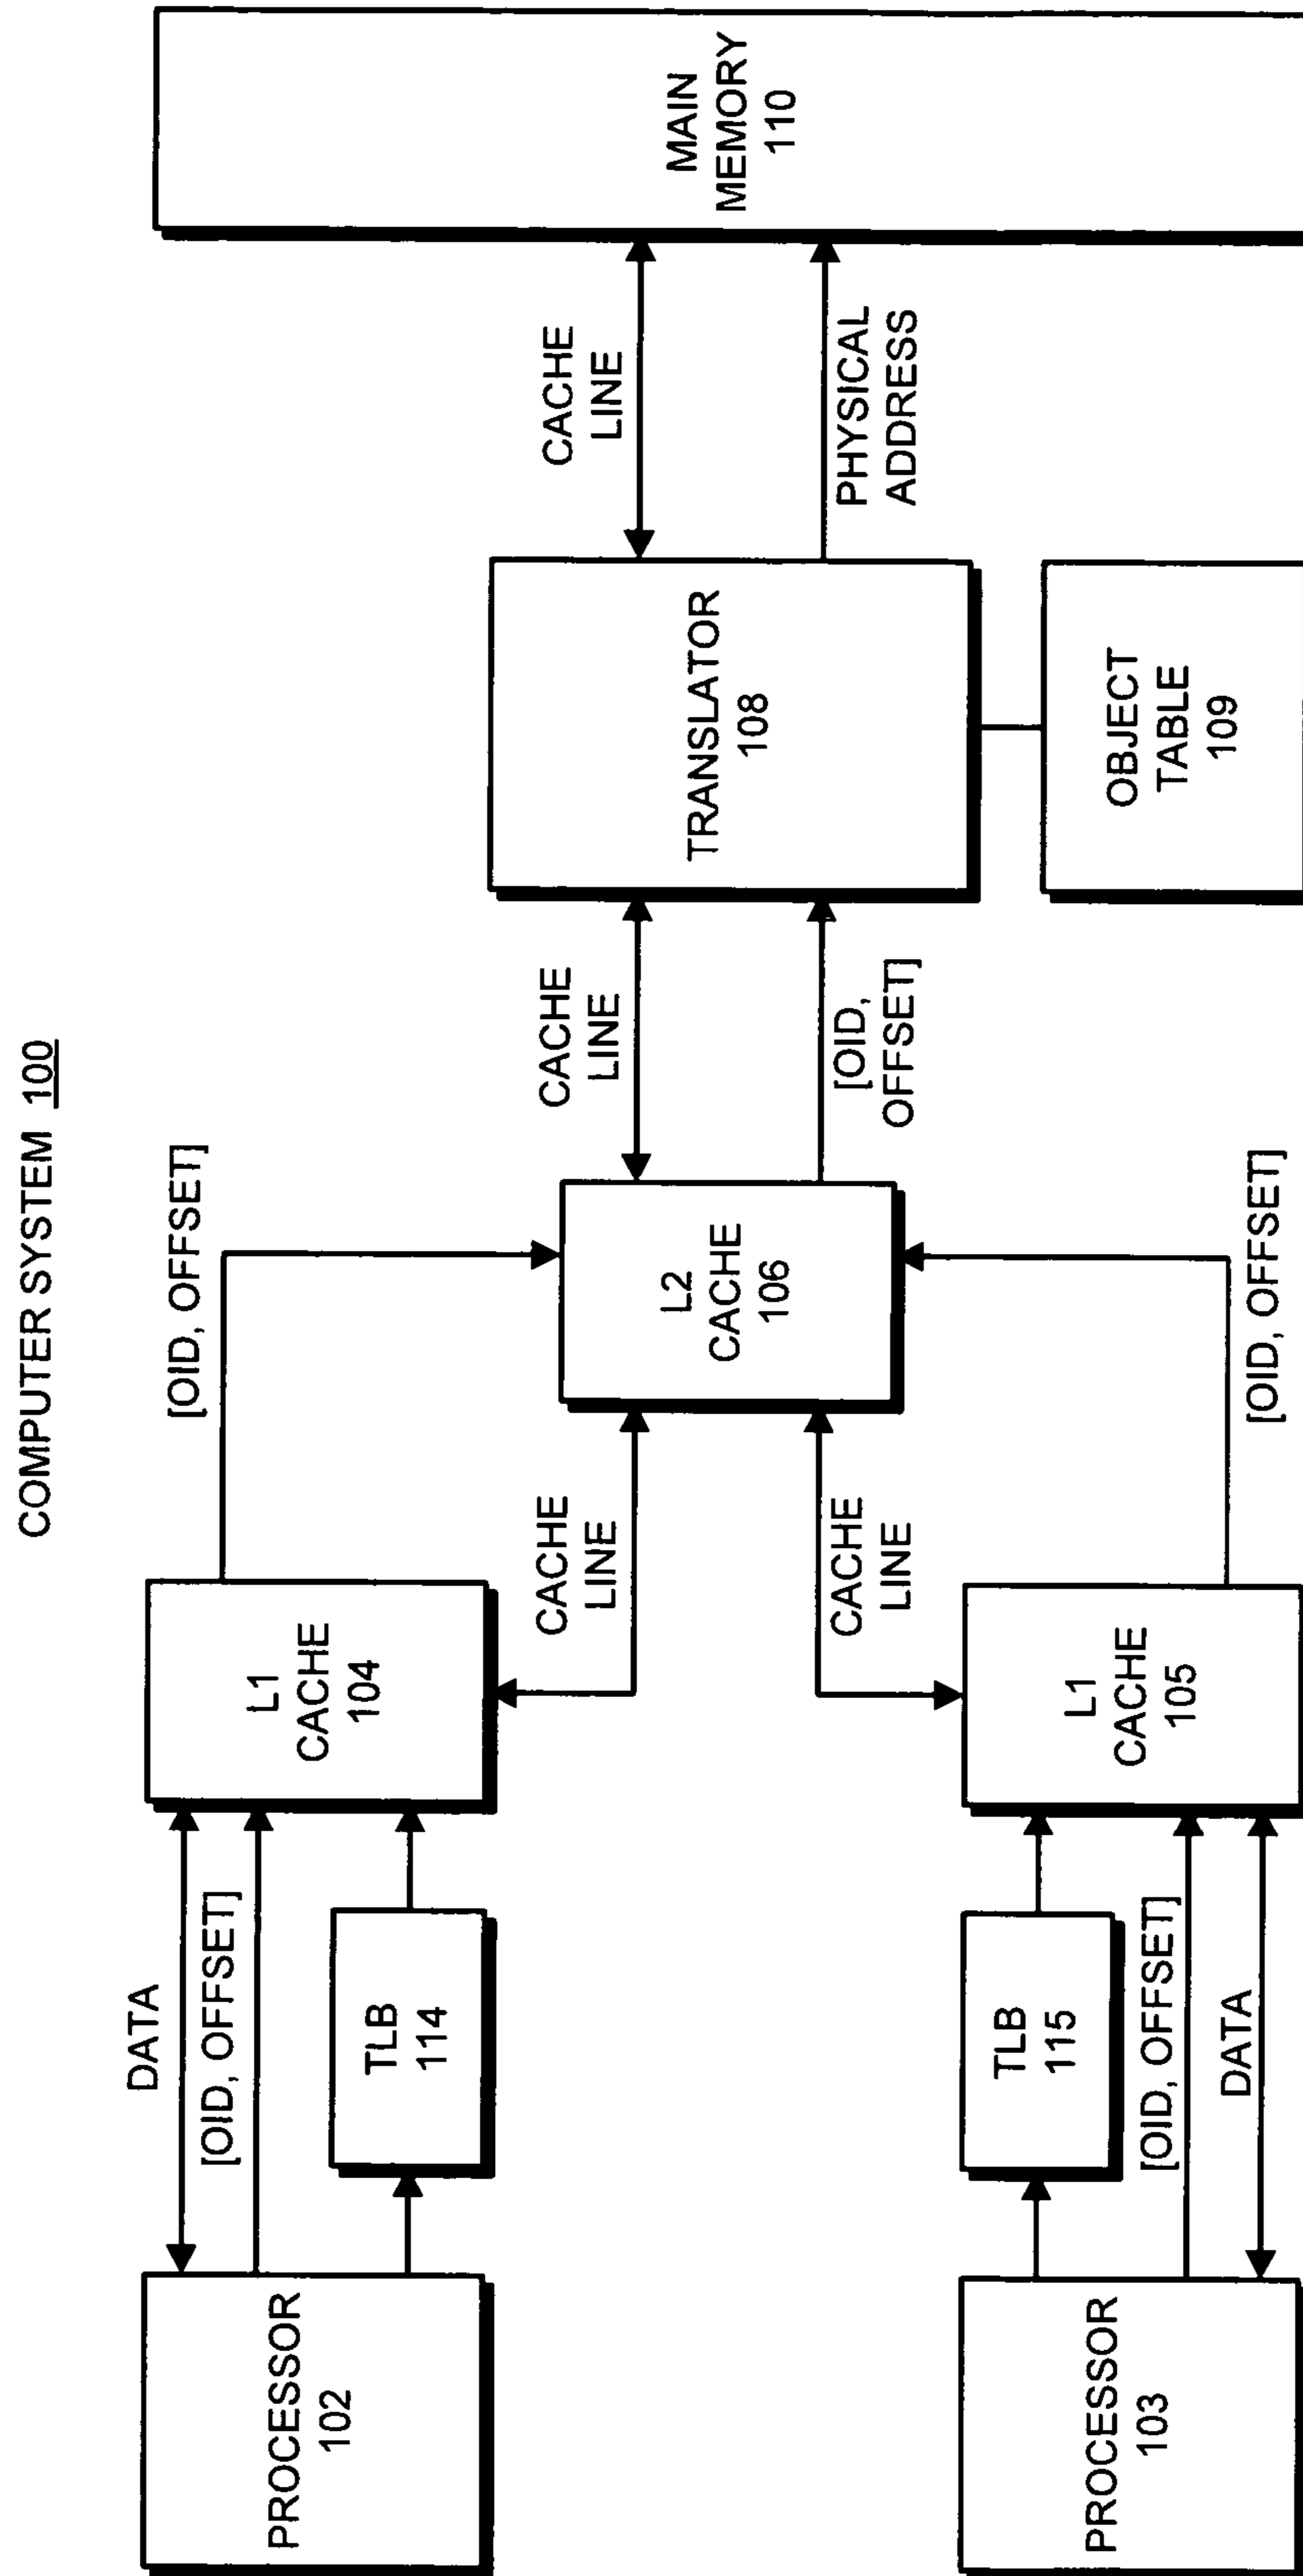 COMPUTER SYSTEM 100
DATA
[OID, OFFSET]
PROCESSOR
102
TLB
114
L1
CACHE
104
[OID, OFFSET]
CACHE
LINE
L2
CACHE
106
CACHE
LINE
[OID,
OFFSET]
TRANSLATOR
108
CACHE
LINE
PHYSICAL
ADDRESS
MAIN
MEMORY
110
OBJECT
TABLE
109
CACHE
LINE
PROCESSOR
103
TLB
115
[OID, OFFSET]
DATA
L1
CACHE
105
[OID, OFFSET]